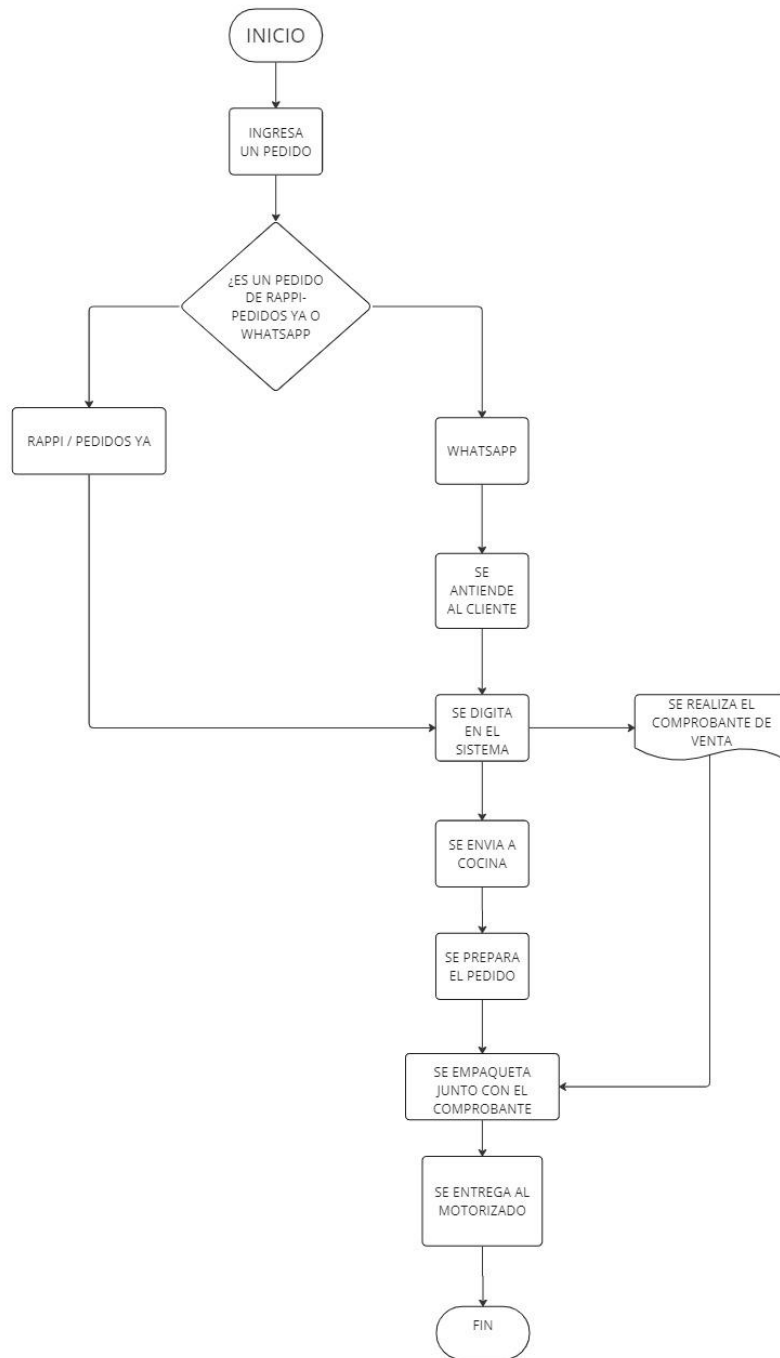 INICIO
INGRESA
UN PEDIDO
¿ES UN PEDIDO
DE RAPPI-
PEDIDOS YA O
WHATSAPP
RAPPI / PEDIDOS YA
WHATSAPP
SE
ANTIENDE
AL CLIENTE
SE DIGITA
EN EL
SISTEMA
SE REALIZA EL
COMPROBANTE DE
VENTA
SE ENVIA A
COCINA
SE PREPARA
EL PEDIDO
SE EMPAQUETA
JUNTO CON EL
COMPROBANTE
SE ENTREGA AL
MOTORIZADO
FIN